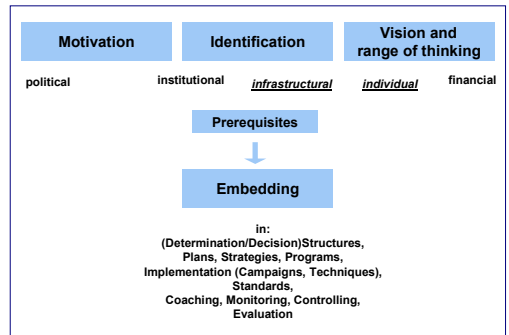 Motivation
Identification
Vision and
range of thinking
political
institutional
infrastructural
individual
financial
Prerequisites
Embedding
in:
(Determination/Decision)Structures,
Plans, Strategies, Programs,
Implementation (Campaigns, Techniques),
Standards,
Coaching, Monitoring, Controlling,
Evaluation